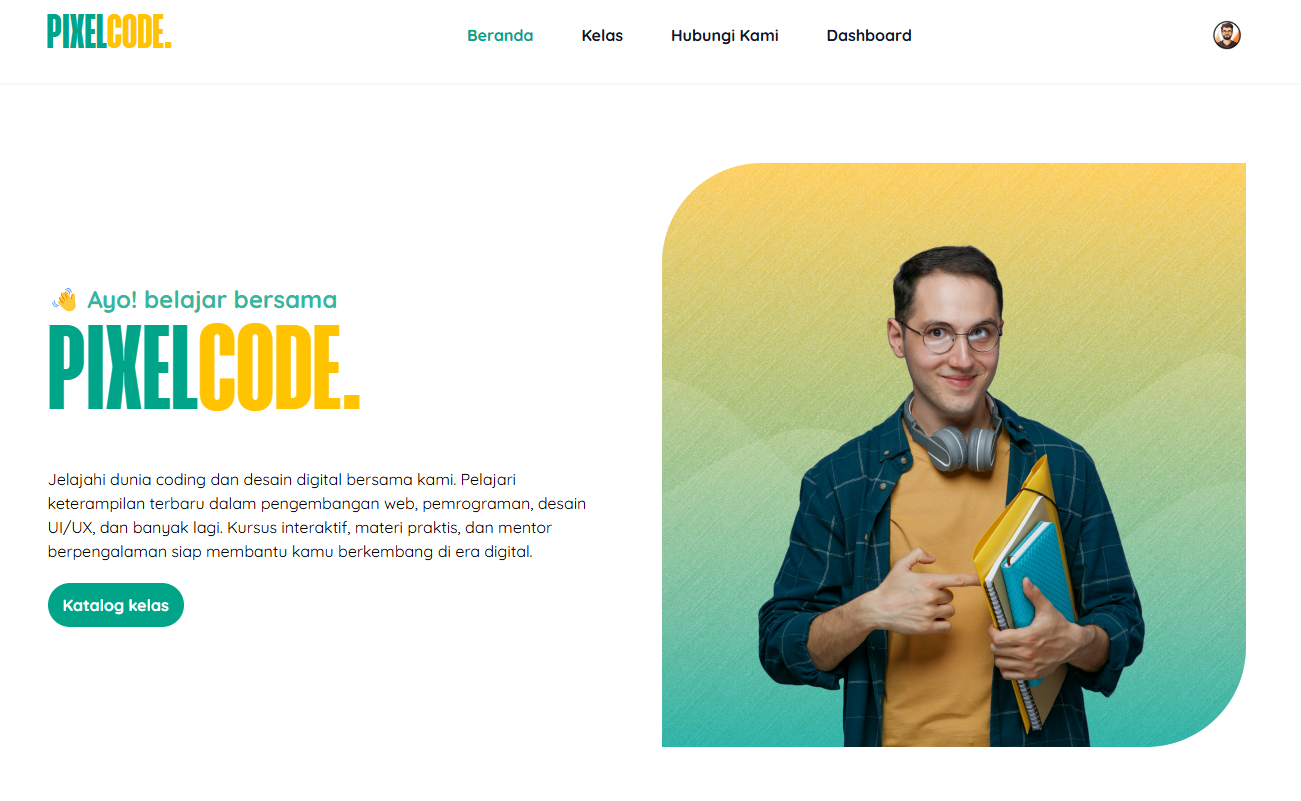 PIXELCODE.
Beranda
Kelas
Hubungi Kami
Dashboard
👋 Ayo! belajar bersama
PIXELCODE.
Jelajahi dunia coding dan desain digital bersama kami. Pelajari
keterampilan terbaru dalam pengembangan web, pemrograman, desain
UI/UX, dan banyak lagi. Kursus interaktif, materi praktis, dan mentor
berpengalaman siap membantu kamu berkembang di era digital.
Katalog kelas